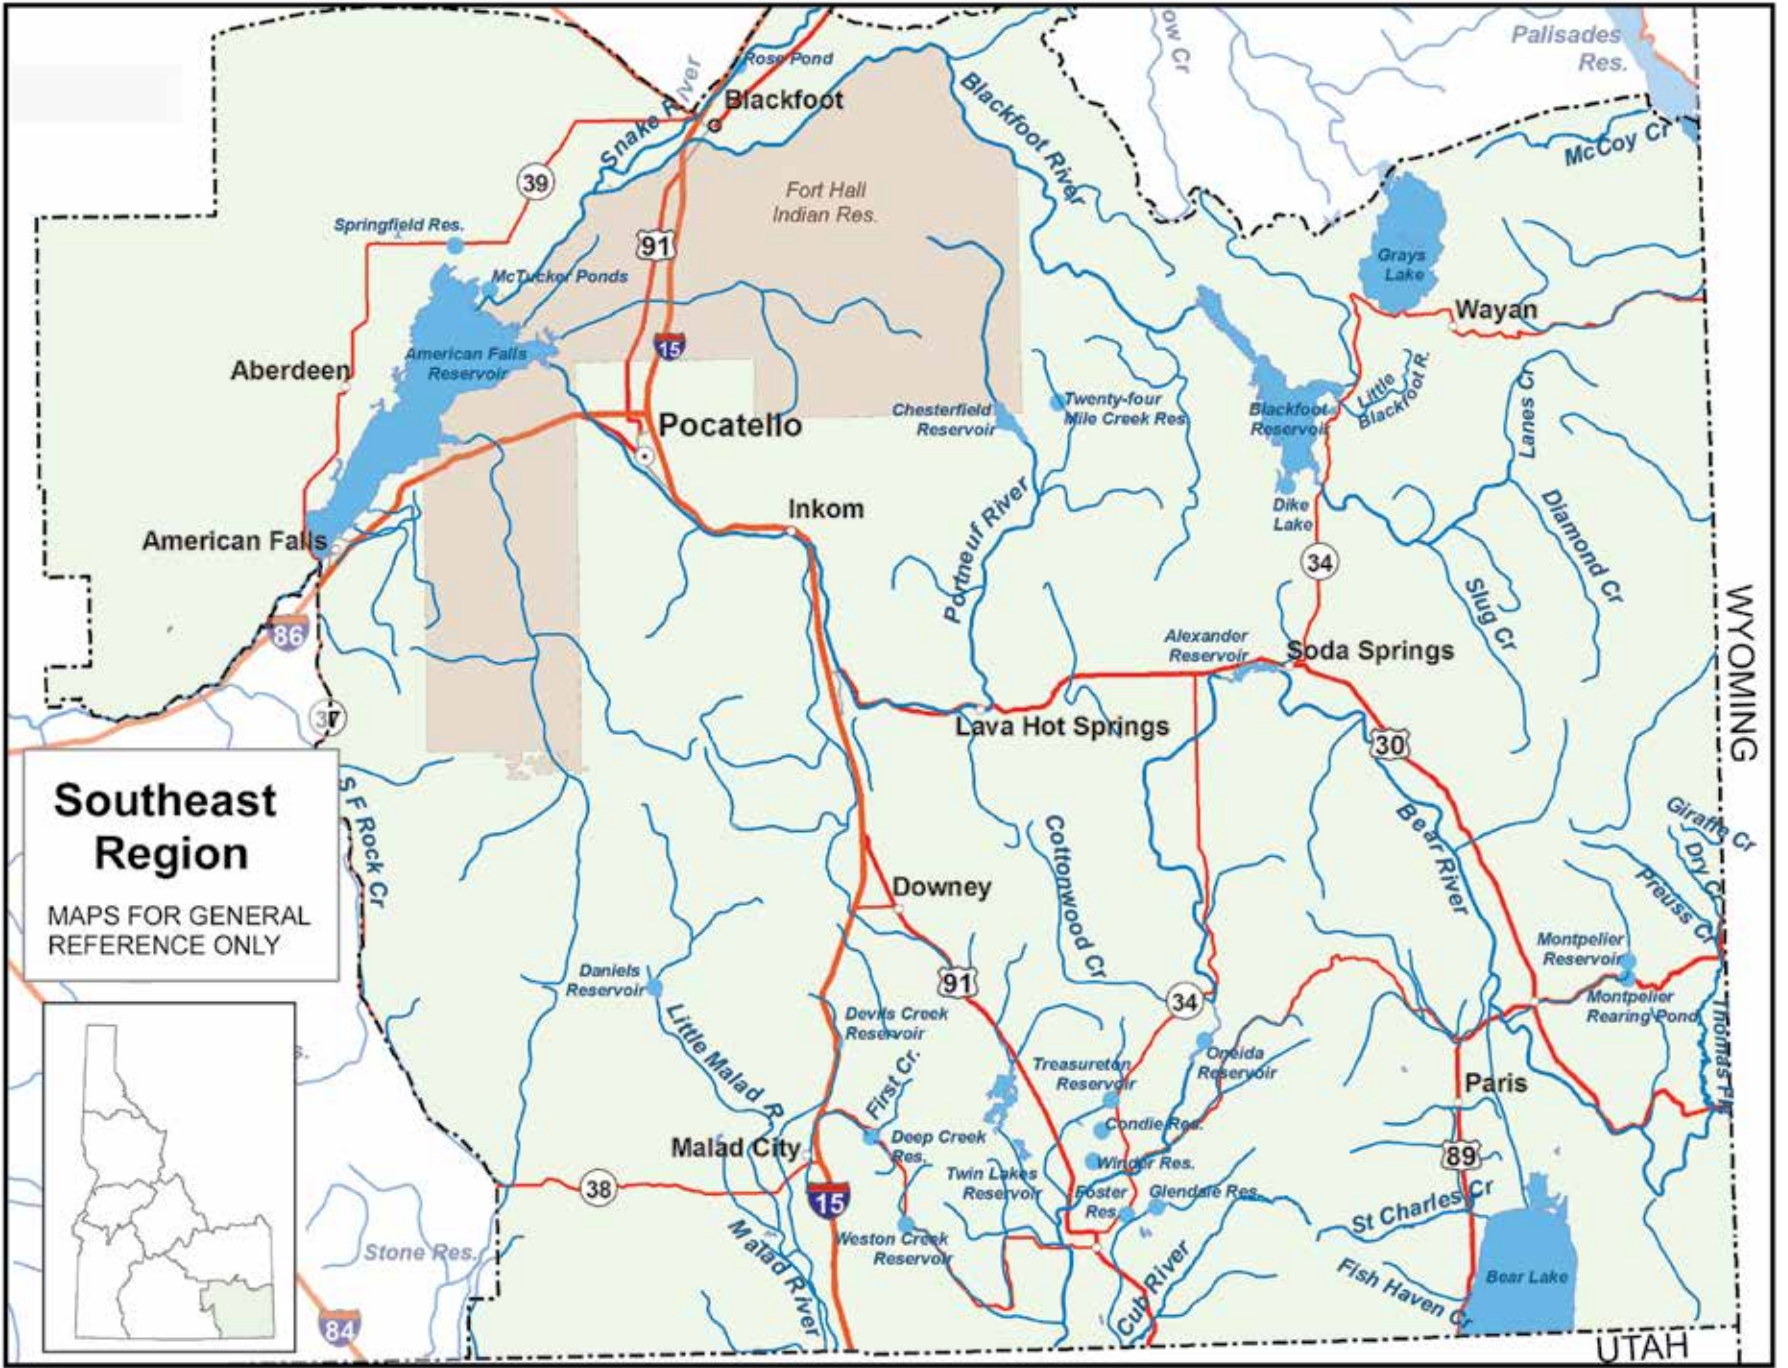 Palisades
Res.
ow Cr
Rose Pond
River
Blackfoot
Snake R
Blackfoot River
McCoy Cr
39
Fort Hall
Indian Res.
Springfield Res.
91
McTucker Ponds
Grays
Lake
Wayan
15
American Falls
Reservoir
Aberdeen
Little
Blackfoot R.
Lanes Cr
Twenty-four
Mile Creek Res.
Chesterfield
Reservoir
Blackfoot
Reservoir
Pocatello
Portneuf River
Dike
Lake
Diamond Cr
Inkom
American Falls
34
Slug Cr
86
WYOMING
Alexander
Reservoir
Soda Springs
37
Lava Hot Springs
30
Southeast
Region
MAPS FOR GENERAL
REFERENCE ONLY
S F Rock Cr
Bear River
Giraffe Cr
Dry Cr
Preuss Cr
Cottonwood Cr
Downey
Montpelier
Reservoir
91
Daniels
Reservoir
34
Montpelier
Rearing Pond
Devils Creek
Reservoir
Little Malad R
First Cr.
Oneida
Reservoir
Treasureton
Reservoir
Thomas Fk
Paris
Condie Res.
Malad City
Deep Creek
Res.
Winder Res.
Twin Lakes
Reservoir
89
38
Foster
Res.
Glendale Res.
15
St Charles Cr
Malad River
Weston Creek
Reservoir
Stone Res.
Cub River
Fish Haven Cr
Bear Lake
84
UTAH